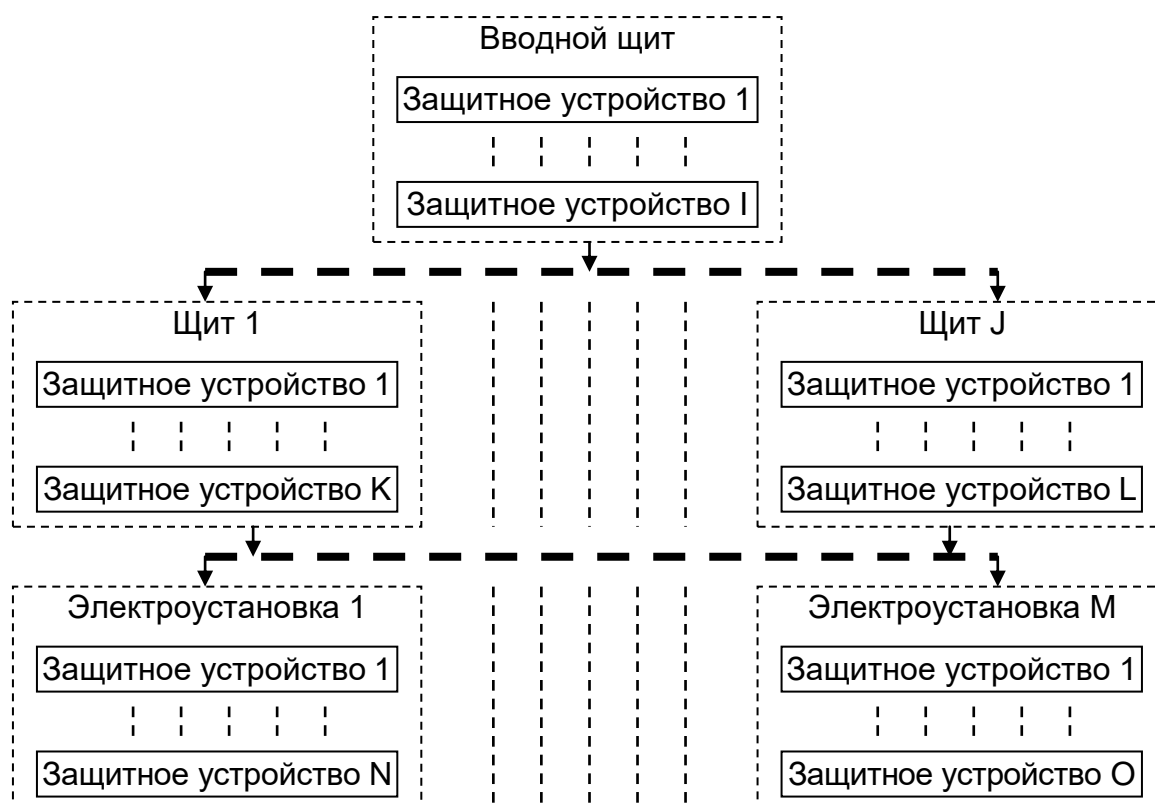 Вводной щит
Защитное устройство 1
Защитное устройство I
Щит 1
Щит J
Защитное устройство 1
Защитное устройство 1
Защитное устройство K
Защитное устройство L
Электроустановка 1
Электроустановка M
Защитное устройство 1
Защитное устройство 1
Защитное устройство N
Защитное устройство O